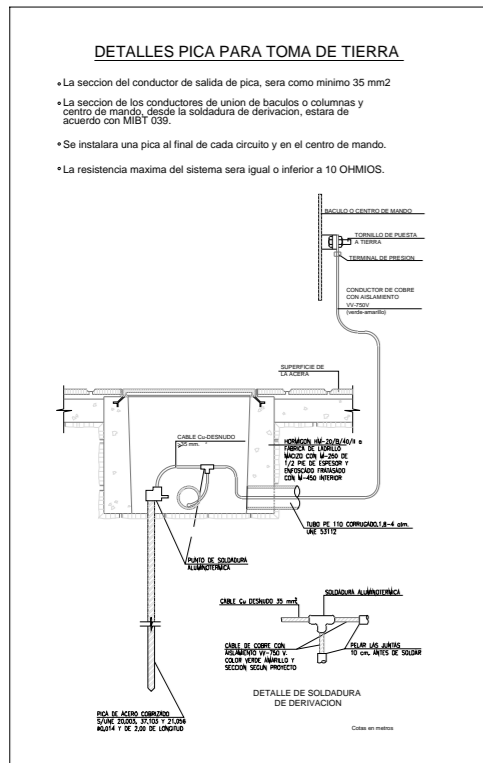 DETALLES PICA PARA TOMA DE TIERRA
La seccion del conductor de salida de pica, sera como minimo 35 mm2
La seccion de los conductores de union de baculos o columnas y
centro de mando, desde la soldadura de derivacion, estara de
acuerdo con MIBT 039.
Se instalara una pica al final de cada circuito y en el centro de mando.
La resistencia maxima del sistema sera igual o inferior a 10 OHMIOS.
BACULO O CENTRO DE MANDO
TORNILLO DE PUESTA
A TIERRA
TERMINAL DE PRESION
CONDUCTOR DE COBRE
CON AISLAMIENTO
VV-750V
(verde-amarillo)
SUPERFICIE DE
LA ACERA
CABLE Cu-DESNUDO
35 mm.
HORMIGON HM-20/B/40/II o
FABRICA DE LADRILLO
MACIZO CON M-250 DE
1/2 PIE DE ESPESOR Y
ENFOSCADO FRATASADO
CON M-450 INTERIOR
TUBO PE 110 CORRUGADO,1,8-4 atm.
UNE 53112
PUNTO DE SOLDADURA
ALUMINOTERMICA
SOLDADURA ALUMINOTERMICA
CABLE Cu DESNUDO 35 mm²
CABLE DE COBRE CON
AISLAMIENTO VV-750 V.
COLOR VERDE AMARILLO Y
SECCION SEGUN PROYECTO
PELAR LAS JUNTAS
10 cm. ANTES DE SOLDAR
DETALLE DE SOLDADURA
DE DERIVACION
PICA DE ACERO COBRIZADO
S/UNE 20,003, 37,103 Y 21,056
Ø0,014 Y DE 2,00 DE LONGITUD
Cotas en metros